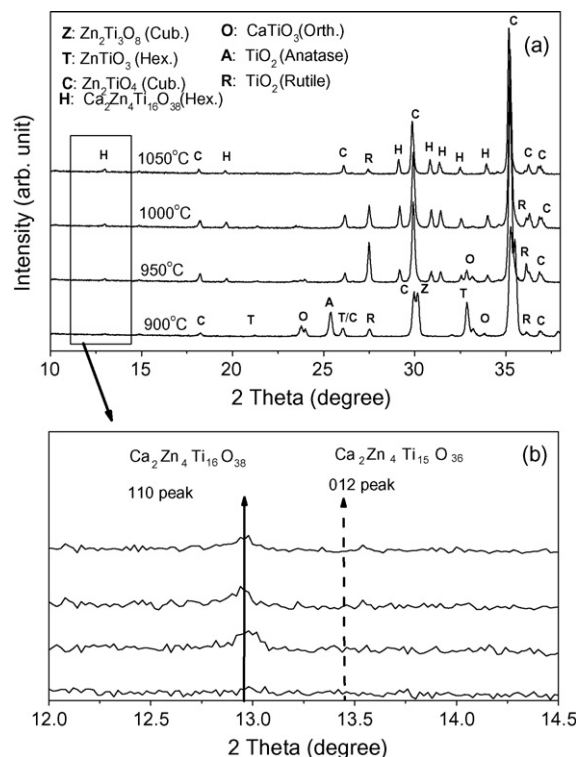 Z: Zn₂Ti₃O₈ (Cub.) O: CaTiO₃(Orth.) (a)
T: ZnTiO₃ (Hex.) A: TiO₂(Anatase)
C: Zn₂TiO₄ (Cub.) R: TiO₂(Rutile)
H: Ca₂Zn₄Ti₁₆O₃₈(Hex.)
C
C
H C H 1050°C C R H H H H H C C
1000°C R
950°C O R C
C Z T
900°C C T O A T/C R O R C
Intensity (arb. unit)
10 15 20 25 30 35
2 Theta (degree)
Ca₂Zn₄Ti₁₆O₃₈ Ca₂Zn₄Ti₁₅O₃₆ (b)
110 peak 012 peak
12.0 12.5 13.0 13.5 14.0 14.5
2 Theta (degree)